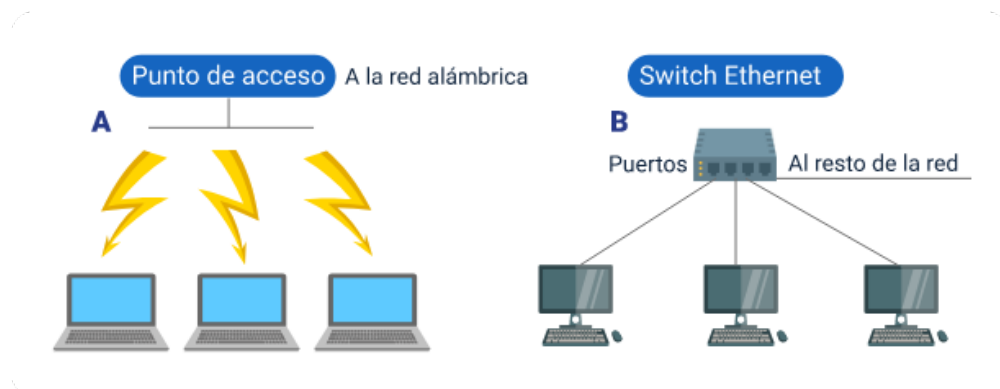 Punto de acceso
A la red alámbrica
A
Switch Ethernet
B
Puertos
Al resto de la red